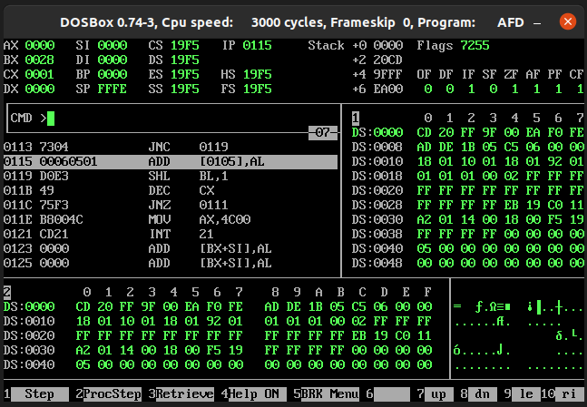 DOSBox 0.74-3, Cpu speed: 3000 cycles, Frameskip 0, Program: AFD
AX 0000 SI 0000 CS 19F5 IP 0115 Stack +0 0000 Flags 7255
BX 0028 DI 0000 DS 19F5 +2 20CD
CX 0001 BP 0000 ES 19F5 HS 19F5 +4 9FFF OF DF IF SF ZF AF PF CF
DX 0000 SP FFFE SS 19F5 FS 19F5 +6 EA00 0 0 1 0 1 1 1 1
CMD >
-07-
0113 7304 JNC 0119
0115 00060501 ADD [0105],AL
0119 D0E3 SHL BL,1
011B 49 DEC CX
011C 75F3 JNZ 0111
011E B8004C MOV AX,4C00
0121 CD21 INT 21
0123 0000 ADD [BX+SI],AL
0125 0000 ADD [BX+SI],AL
1 0 1 2 3 4 5 6 7
DS:0000 CD 20 FF 9F 00 EA F0 FE
DS:0008 AD DE 1B 05 C5 06 00 00
DS:0010 18 01 10 01 18 01 92 01
DS:0018 01 01 01 00 02 FF FF FF
DS:0020 FF FF FF FF FF FF FF FF
DS:0028 FF FF FF FF EB 19 C0 11
DS:0030 A2 01 14 00 18 00 F5 19
DS:0038 FF FF FF FF 00 00 00 00
DS:0040 05 00 00 00 00 00 00 00
DS:0048 00 00 00 00 00 00 00 00
2 0 1 2 3 4 5 6 7 8 9 A B C D E F
DS:0000 CD 20 FF 9F 00 EA F0 FE AD DE 1B 05 C5 06 00 00
DS:0010 18 01 10 01 18 01 92 01 01 01 01 00 02 FF FF FF
DS:0020 FF FF FF FF FF FF FF FF FF FF FF FF EB 19 C0 11
DS:0030 A2 01 14 00 18 00 F5 19 FF FF FF FF 00 00 00 00
DS:0040 05 00 00 00 00 00 00 00 00 00 00 00 00 00 00 00
1 Step 2 ProcStep 3 Retrieve 4 Help ON 5 BRK Menu 6 7 up 8 dn 9 le 10 ri